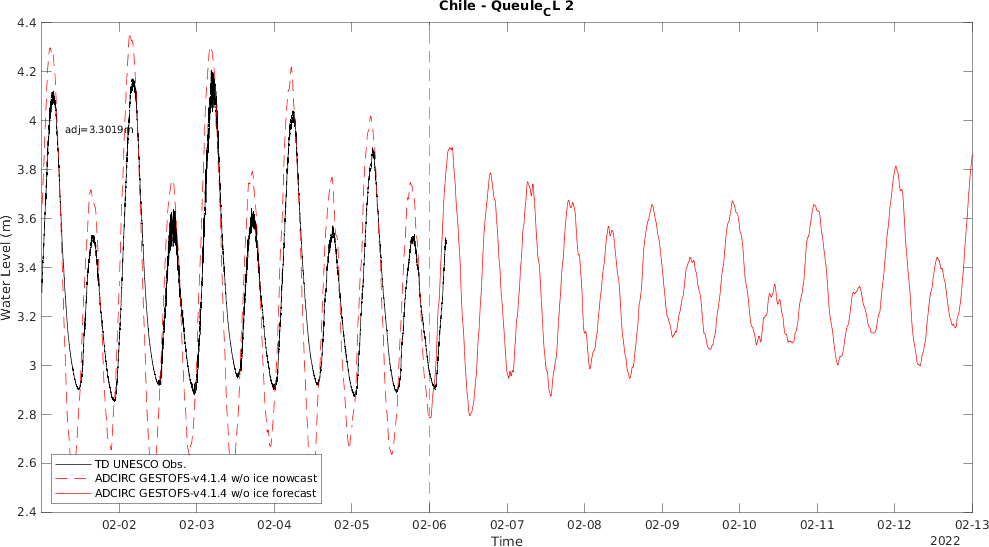 Chile - Queule_CL 2
4.4
4.2
4
3.8
3.6
3.4
3.2
3
2.8
2.6
2.4
Water Level (m)
adj=3.3019m
TD UNESCO Obs.
ADCIRC GESTOFS-v4.1.4 w/o ice nowcast
ADCIRC GESTOFS-v4.1.4 w/o ice forecast
02-02 02-03 02-04 02-05 02-06 02-07 02-08 02-09 02-10 02-11 02-12 02-13
Time
2022